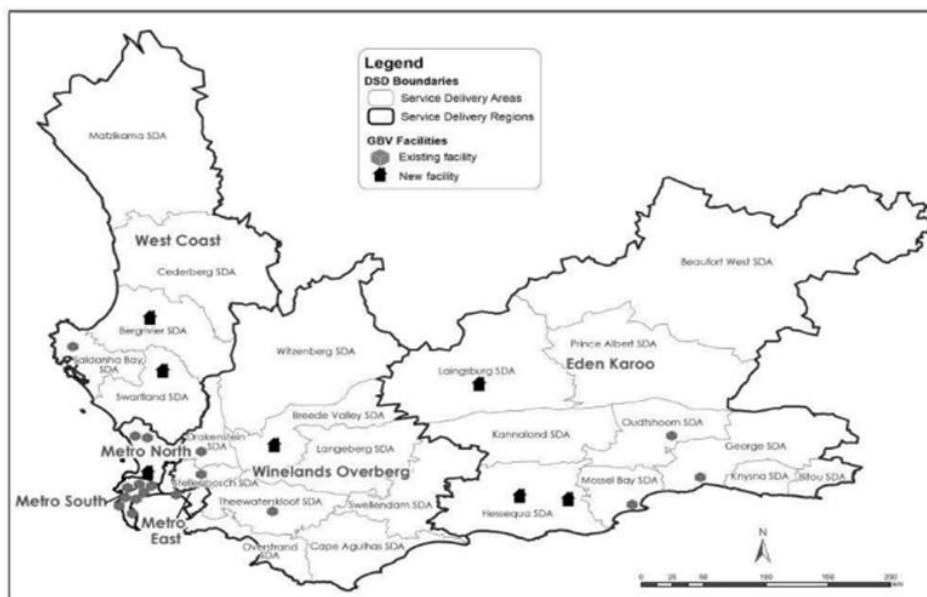 Legend
DSD Boundaries
Service Delivery Areas
Service Delivery Regions
GBV Facilities
Existing facility
New facility
Matzikama SDA
West Coast
Cederberg SDA
Beaufort West SDA
Bergrivier SDA
Witzenberg SDA
Prince Albert SDA
Saldanha Bay
SDA
Eden Karoo
Laingsburg SDA
Swartland SDA
Breede Valley SDA
Oudtshoorn
SDA
Drakenstein
SDA
Kannaland SDA
Metro North
Langeberg SDA
George SDA
Winelands Overberg
Stellenbosch SDA
Mossel Bay SDA
Knysna SDA
Bitou SDA
Metro South
Theewaterskloof SDA
Swellendam SDA
Hessequa SDA
Metro
East
Overstrand
SDA
Cape Agulhas SDA
N
0 25 50 100 150 200